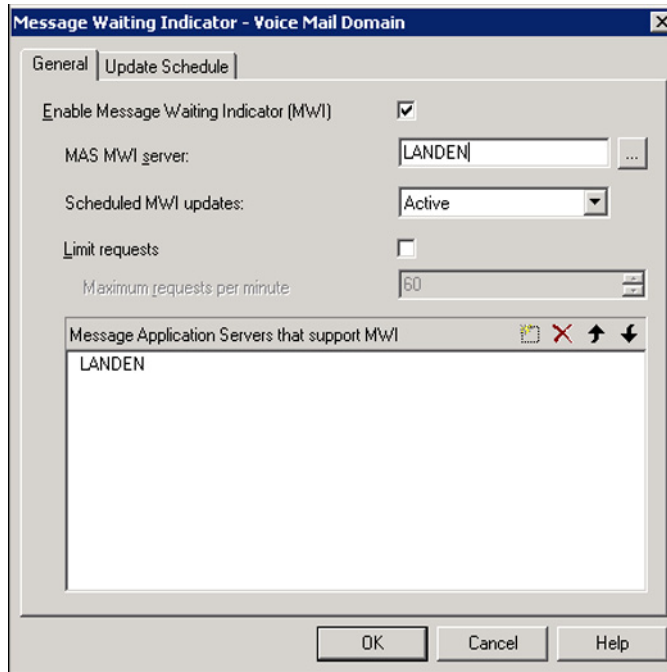 Message Waiting Indicator - Voice Mail Domain
General Update Schedule
Enable Message Waiting Indicator (MWI)
MAS MWI server: LANDEN ...
Scheduled MWI updates: Active
Limit requests
Maximum requests per minute 60
Message Application Servers that support MWI
LANDEN
OK Cancel Help